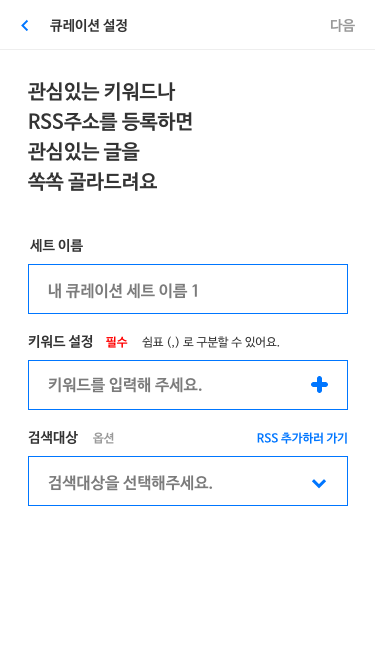 큐레이션 설정
다음
관심있는 키워드나
RSS주소를 등록하면
관심있는 글을
쏙쏙 골라드려요
세트 이름
내 큐레이션 세트 이름 1
키워드 설정 필수 쉼표 (,) 로 구분할 수 있어요.
키워드를 입력해 주세요.
검색대상 옵션 RSS 추가하러 가기
검색대상을 선택해주세요.